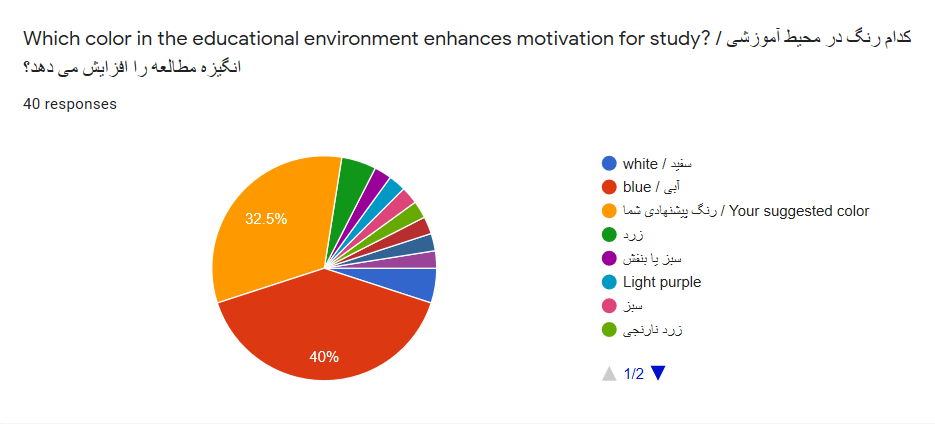 Which color in the educational environment enhances motivation for study? / کدام رنگ در محیط آموزشی
انگیزه مطالعه را افزایش می دهد؟
40 responses
32.5%
40%
white / سفید
blue / آبی
رنگ پیشنهادی شما / Your suggested color
زرد
سبز یا بنفش
Light purple
سبز
زرد نارنجی
1/2